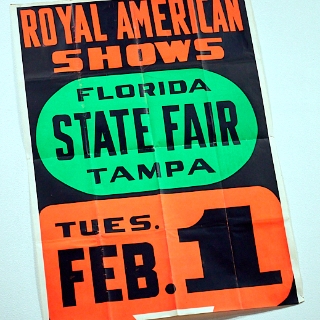 ROYAL AMERICAN
SHOWS
FLORIDA
STATE FAIR
TAMPA
TUES.
FEB. 1